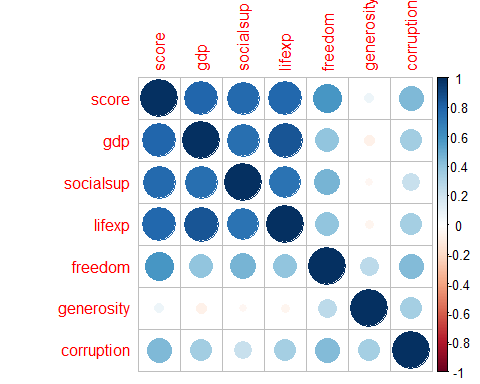 score
gdp
socialsup
lifexp
freedom
generosity
corruption
score
gdp
socialsup
lifexp
freedom
generosity
corruption
1
0.8
0.6
0.4
0.2
0
-0.2
-0.4
-0.6
-0.8
-1